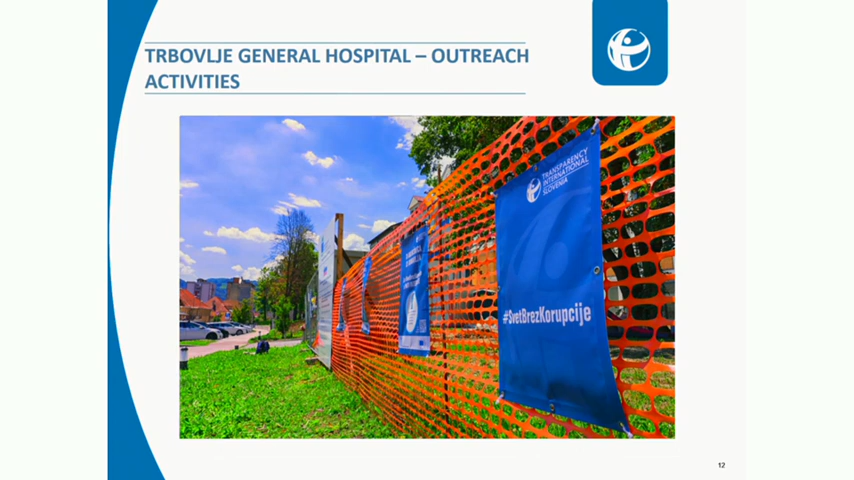 TRBOVLJE GENERAL HOSPITAL – OUTREACH
ACTIVITIES
TRANSPARENCY
INTERNATIONAL
SLOVENIA
#SvetBrezKorupcije
12